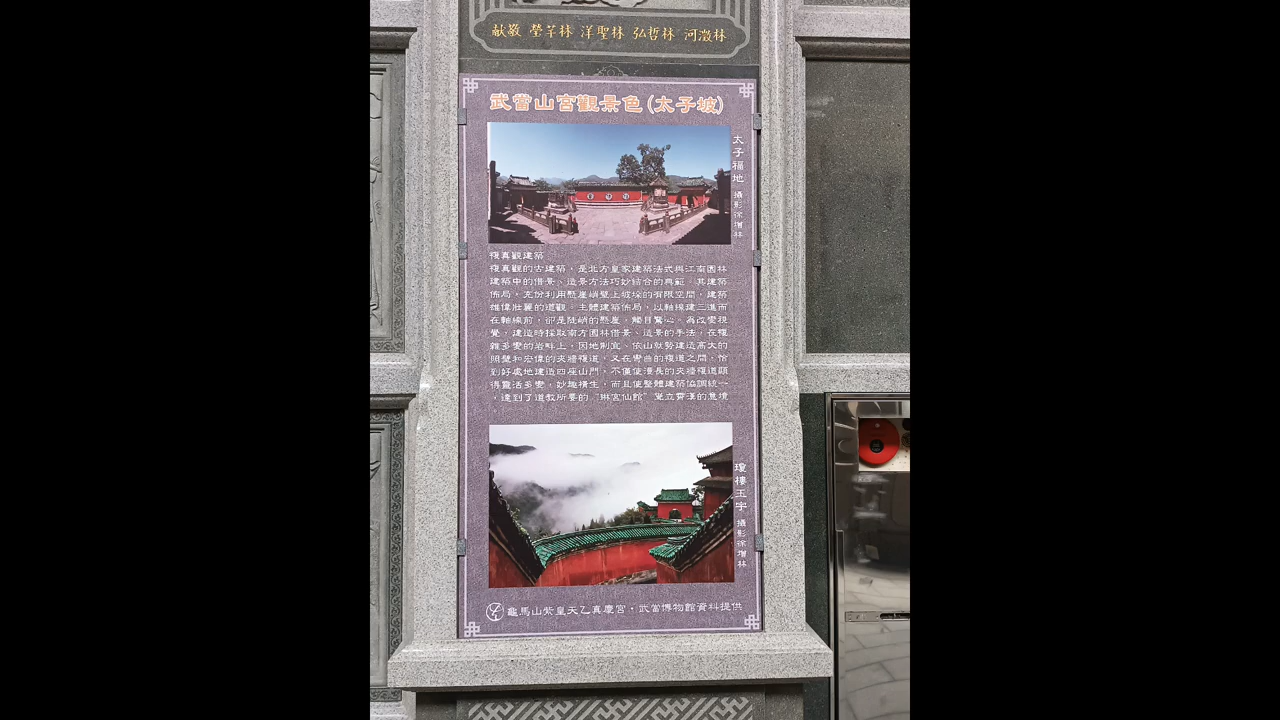 敬献 林芊瑩 林聖洋 林哲弘 林澂河
武當山宮觀景色(太子坡)
太子福地 攝影徐增林
複真觀建築
複真觀的古建築，是北方皇家建築法式與江南園林
建築中的借景、造景方法巧妙結合的典範。其建築
佈局，充份利用懸崖峭壁上坡垛的有限空間，建築
雄偉壯麗的道觀。主體建築佈局，以軸線建三進而
在軸線前，卻是陡峭的懸崖，觸目驚心。為改變視
覺，建造時採取南方園林借景、造景的手法，在複
雜多變的岩畔上，因地制宜、依山就勢建造高大的
照壁和宏偉的夾牆複道，又在彎曲的複道之間，恰
到好處地建造四座山門，不僅使漫長的夾牆複道顯
得靈活多變，妙趣橫生，而且使整體建築協調統一
，達到了道教所要的"琳宮仙館"聳立霄漢的意境
瓊樓玉宇 攝影徐增林
龜馬山紫皇天乙真慶宮·武當博物館資料提供